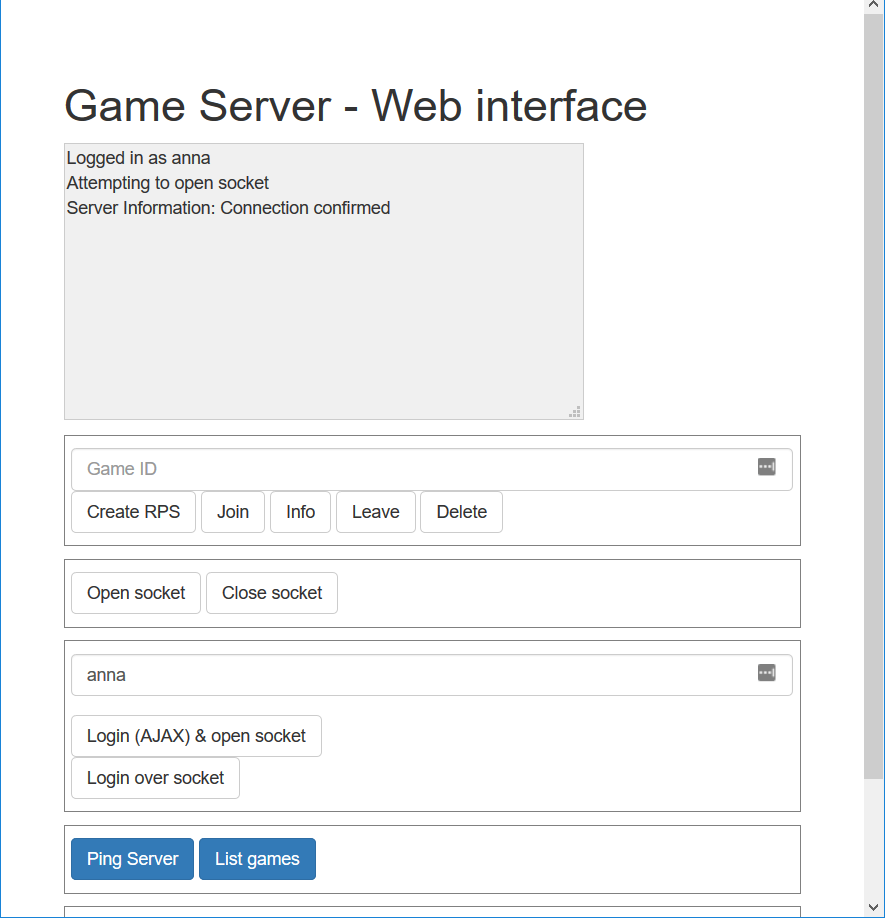 Game Server - Web interface
Logged in as anna
Attempting to open socket
Server Information: Connection confirmed
Game ID
Create RPS Join Info Leave Delete
Open socket Close socket
anna
Login (AJAX) & open socket
Login over socket
Ping Server List games